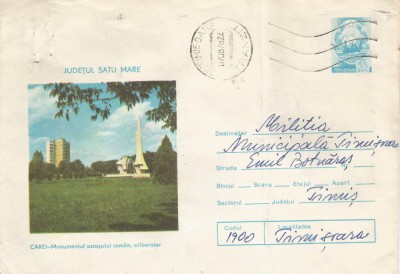 JUDEȚUL SATU MARE
CAREI-Monumentul ostașului român, eliberator
Destinatar Miliția
Municipală Timișoara
Strada Emil Botnăraș
Blocul Scara Etajul Apart.
Sectorul Județul Timiș
Codul Localitatea
1900 Timișoara